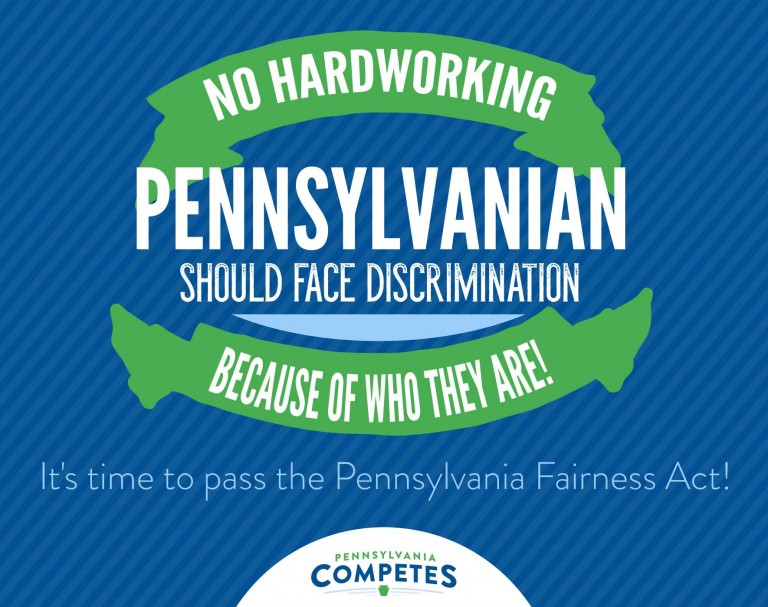 NO HARDWORKING
PENNSYLVANIAN
SHOULD FACE DISCRIMINATION
BECAUSE OF WHO THEY ARE!
It's time to pass the Pennsylvania Fairness Act!
PENNSYLVANIA
COMPETES